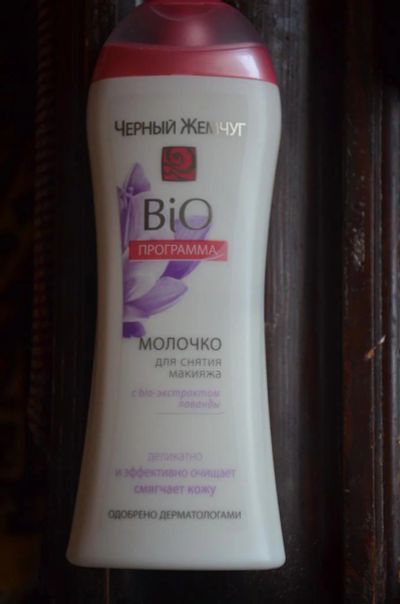 ЧЕРНЫЙ ЖЕМЧУГ
BiO
ПРОГРАММА
МОЛОЧКО
для снятия
макияжа
с bio-экстрактом
лаванды
деликатно
и эффективно очищает
смягчает кожу
ОДОБРЕНО ДЕРМАТОЛОГАМИ